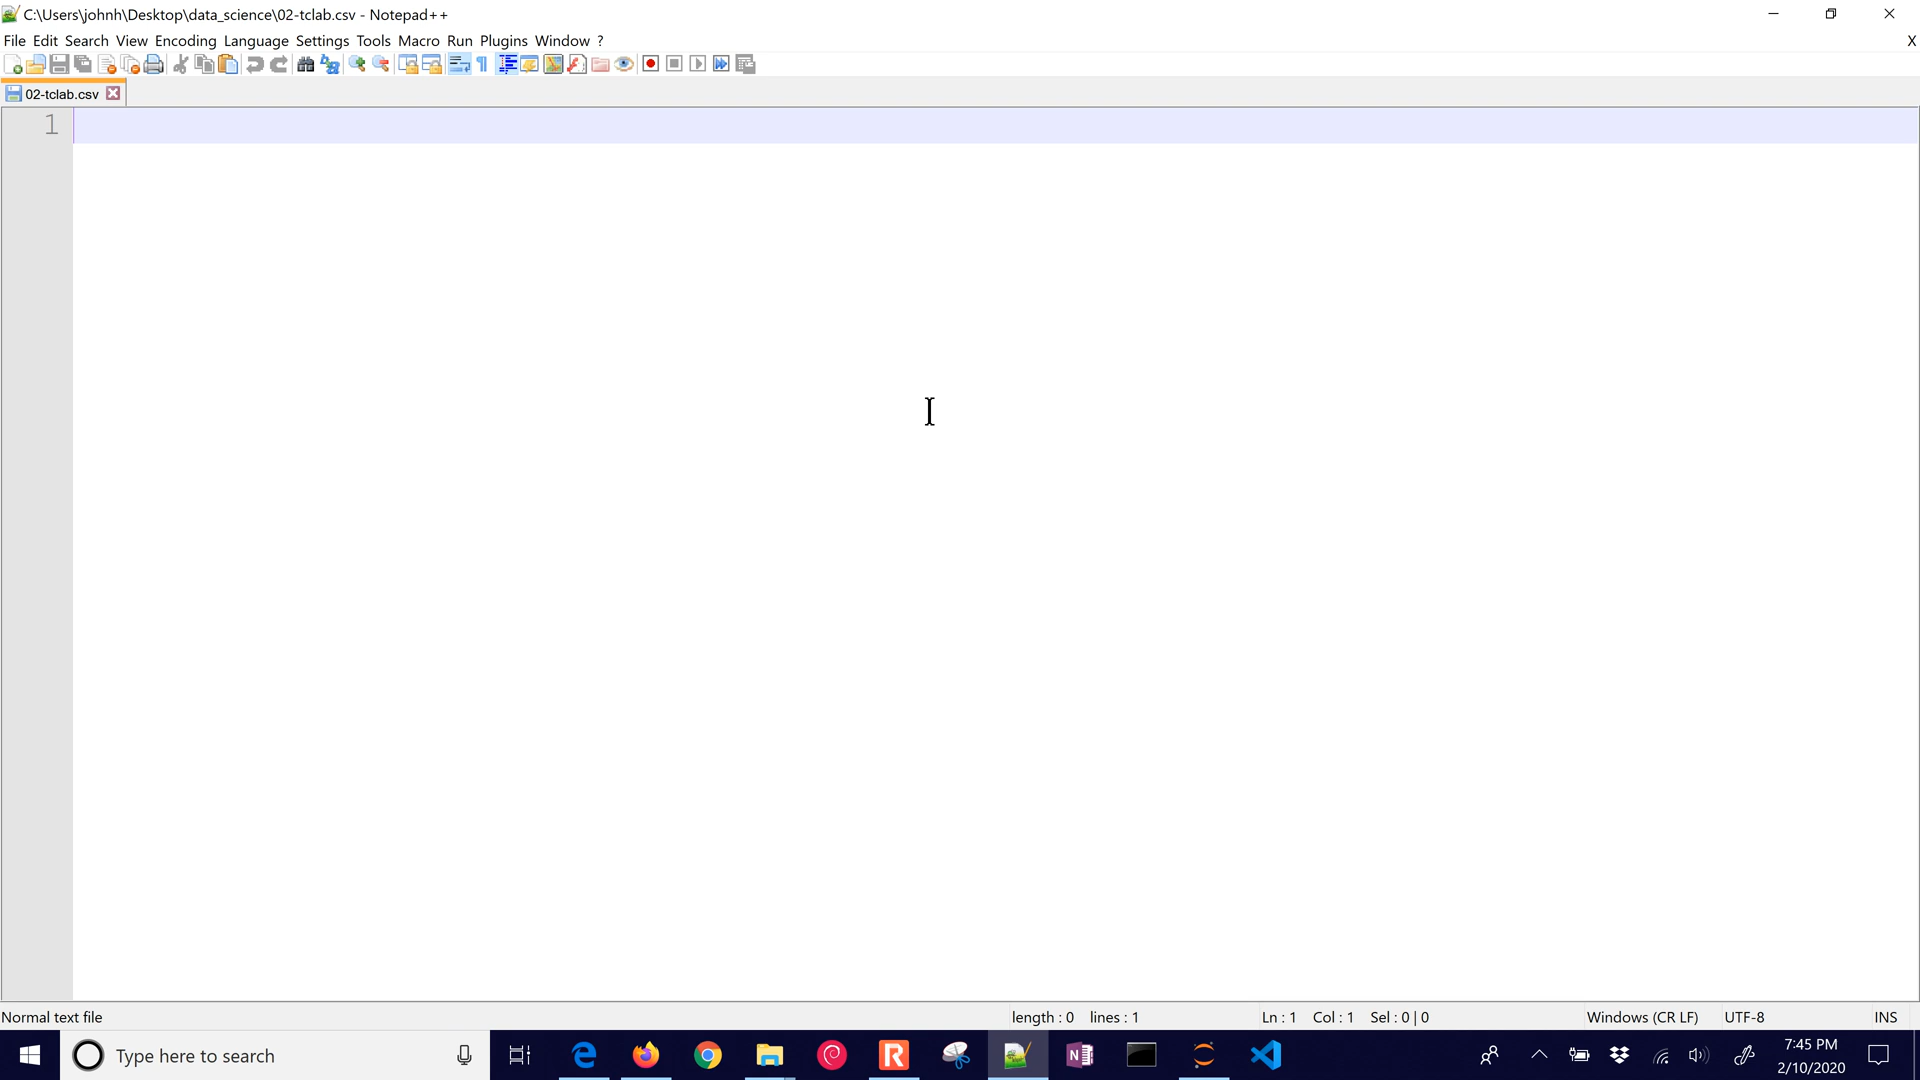 C:\Users\johnh\Desktop\data_science\02-tclab.csv - Notepad++
File Edit Search View Encoding Language Settings Tools Macro Run Plugins Window ? X
02-tclab.csv
1
Normal text file length : 0 lines : 1 Ln : 1 Col : 1 Sel : 0 | 0 Windows (CR LF) UTF-8 INS
Type here to search
7:45 PM
2/10/2020